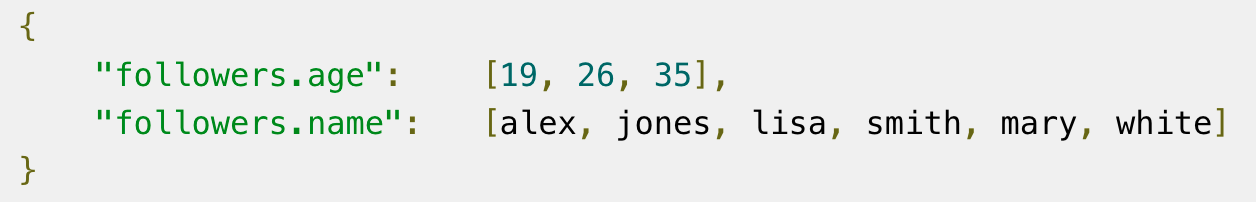 {
    "followers.age":    [19, 26, 35],
    "followers.name":   [alex, jones, lisa, smith, mary, white]
}